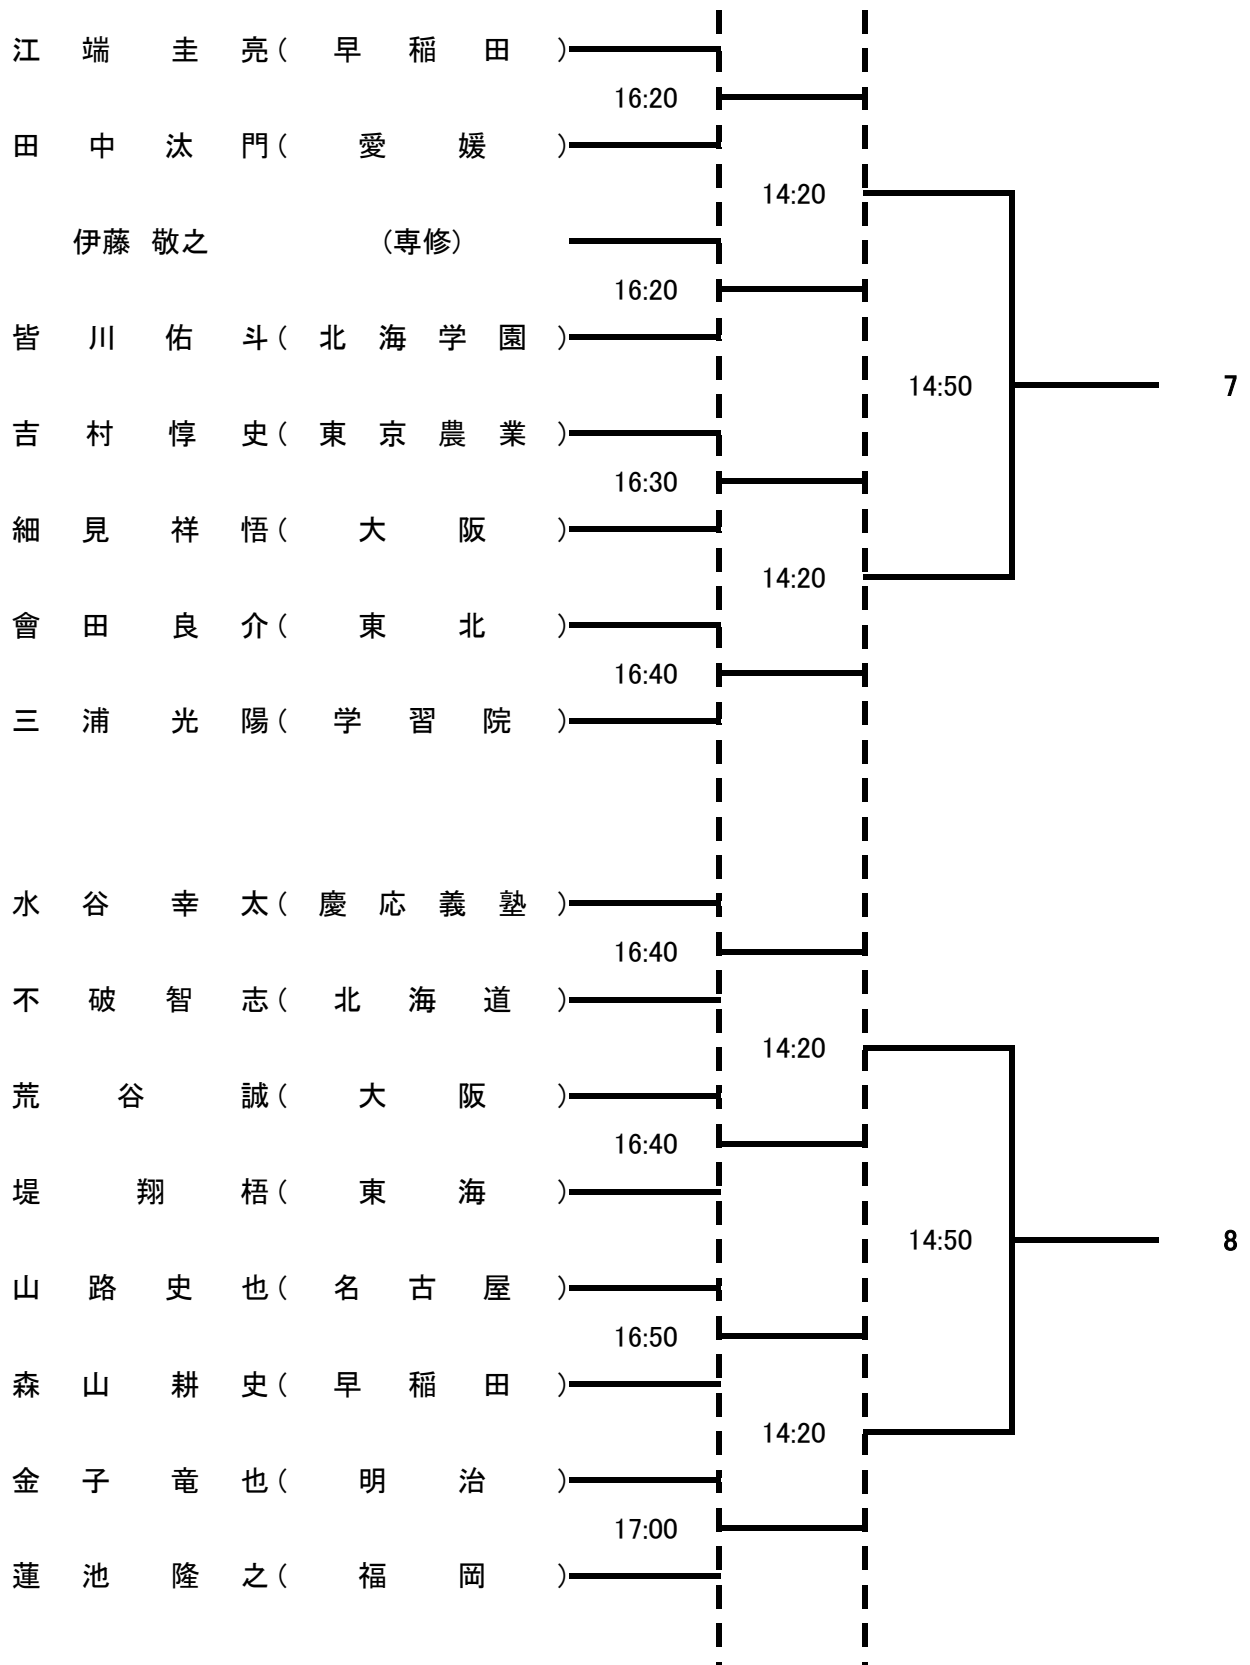 江端圭亮(早稲田)
16:20
田中汰門(愛媛)
14:20
伊藤 敬之 (専修)
16:20
皆川佑斗(北海学園)
14:50 7
吉村惇史(東京農業)
16:30
細見祥悟(大阪)
14:20
會田良介(東北)
16:40
三浦光陽(学習院)
水谷幸太(慶応義塾)
16:40
不破智志(北海道)
14:20
荒谷誠(大阪)
16:40
堤翔梧(東海)
14:50 8
山路史也(名古屋)
16:50
森山耕史(早稲田)
14:20
金子竜也(明治)
17:00
蓮池隆之(福岡)